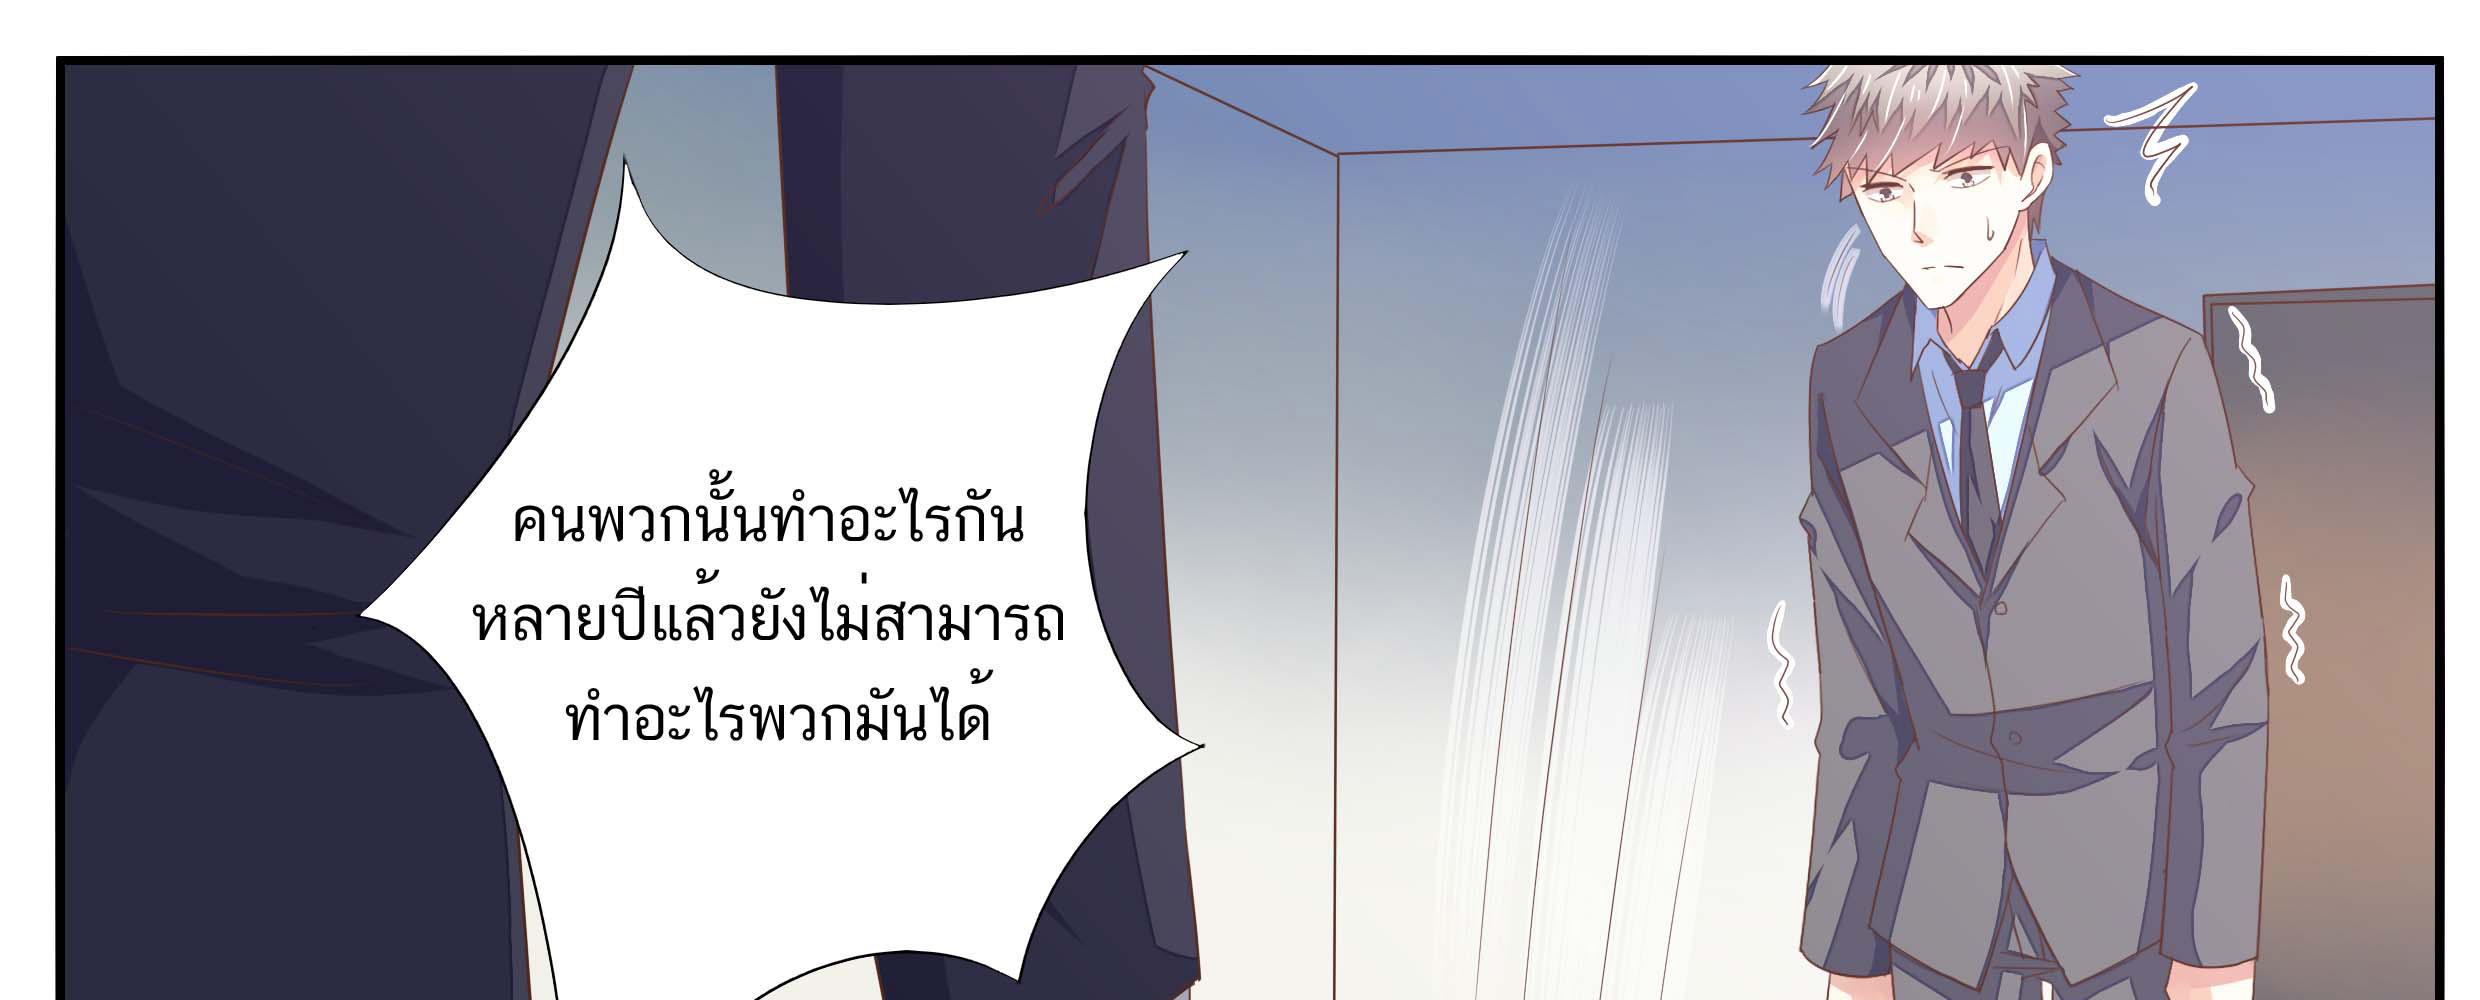 คนพวกนั้นทำอะไรกัน
หลายปีแล้วยังไม่สามารถ
ทำอะไรพวกมันได้